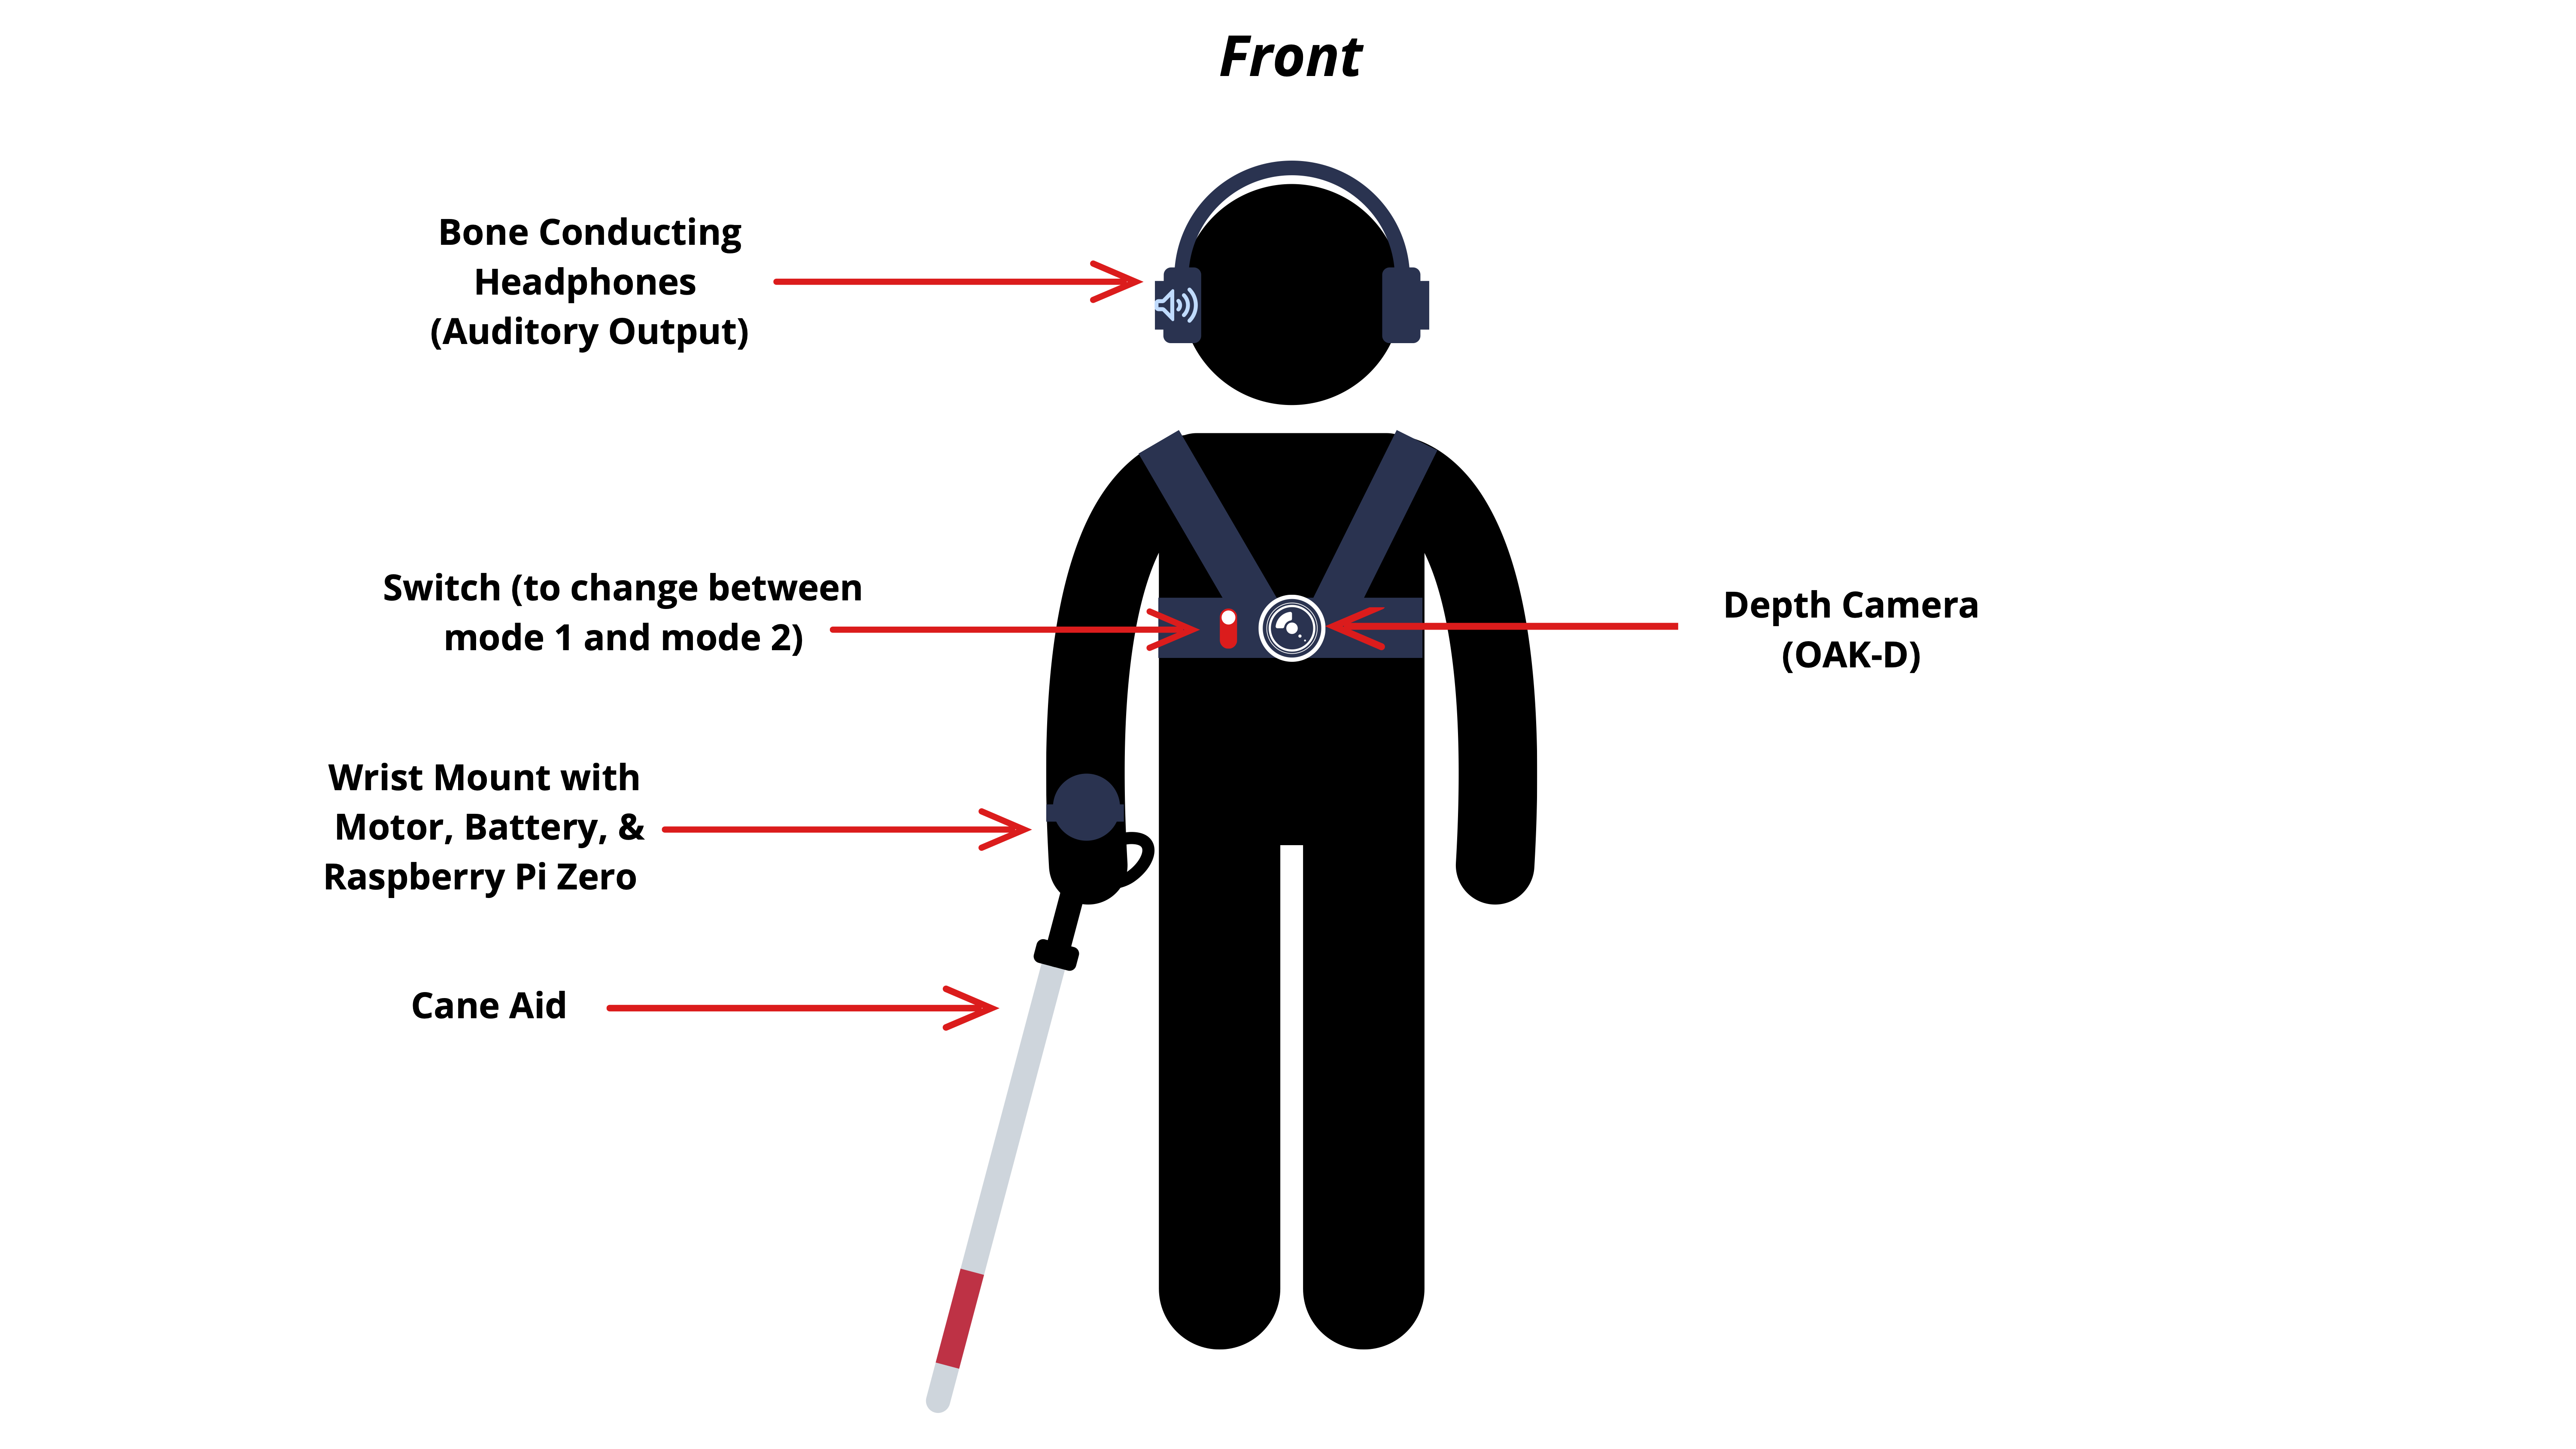 Front
Bone Conducting
Headphones
(Auditory Output)
Switch (to change between
mode 1 and mode 2)
Depth Camera
(OAK-D)
Wrist Mount with
Motor, Battery, &
Raspberry Pi Zero
Cane Aid